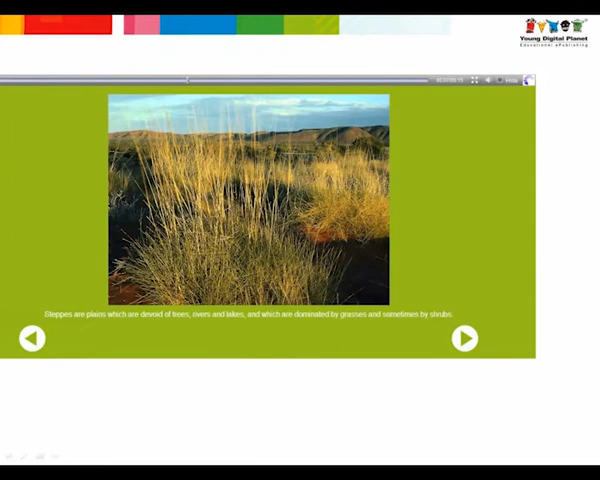 Young Digital Planet
Educational ePublishing
Steppes are plains which are devoid of trees, rivers and lakes, and which are dominated by grasses and sometimes by shrubs.